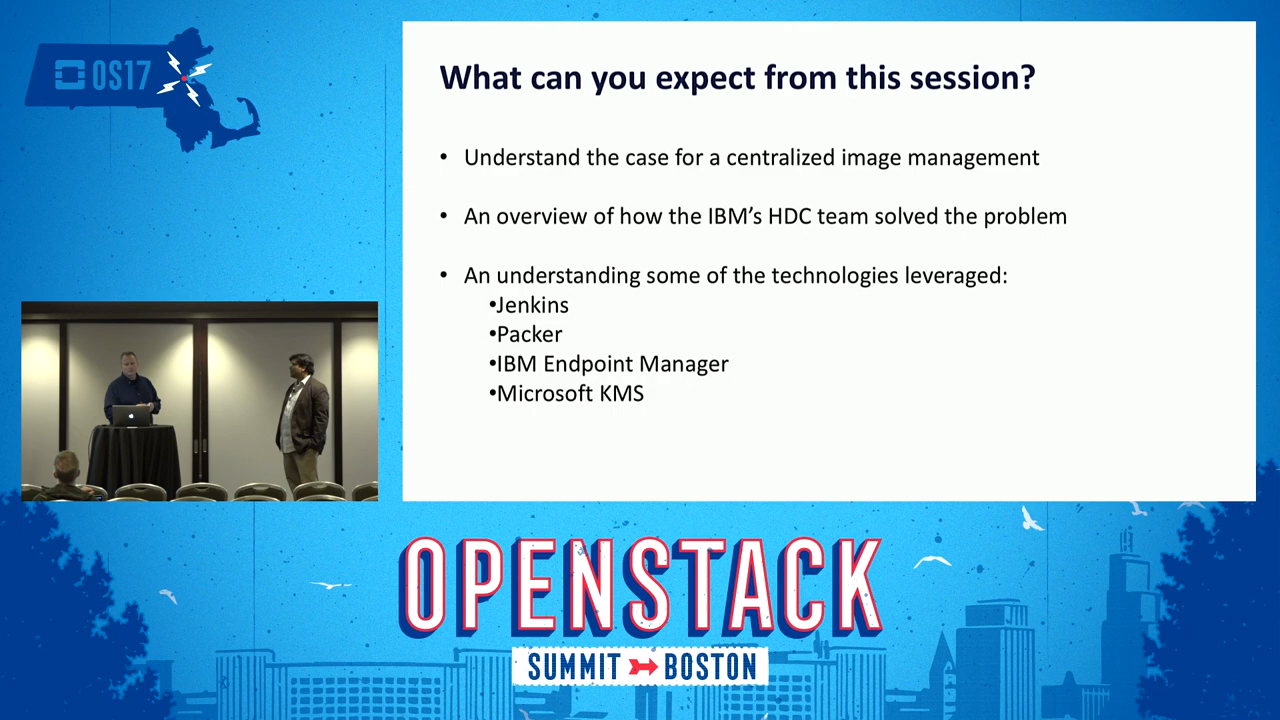 OS17
What can you expect from this session?
• Understand the case for a centralized image management
• An overview of how the IBM’s HDC team solved the problem
• An understanding some of the technologies leveraged:
•Jenkins
•Packer
•IBM Endpoint Manager
•Microsoft KMS
OPENSTACK
SUMMIT BOSTON